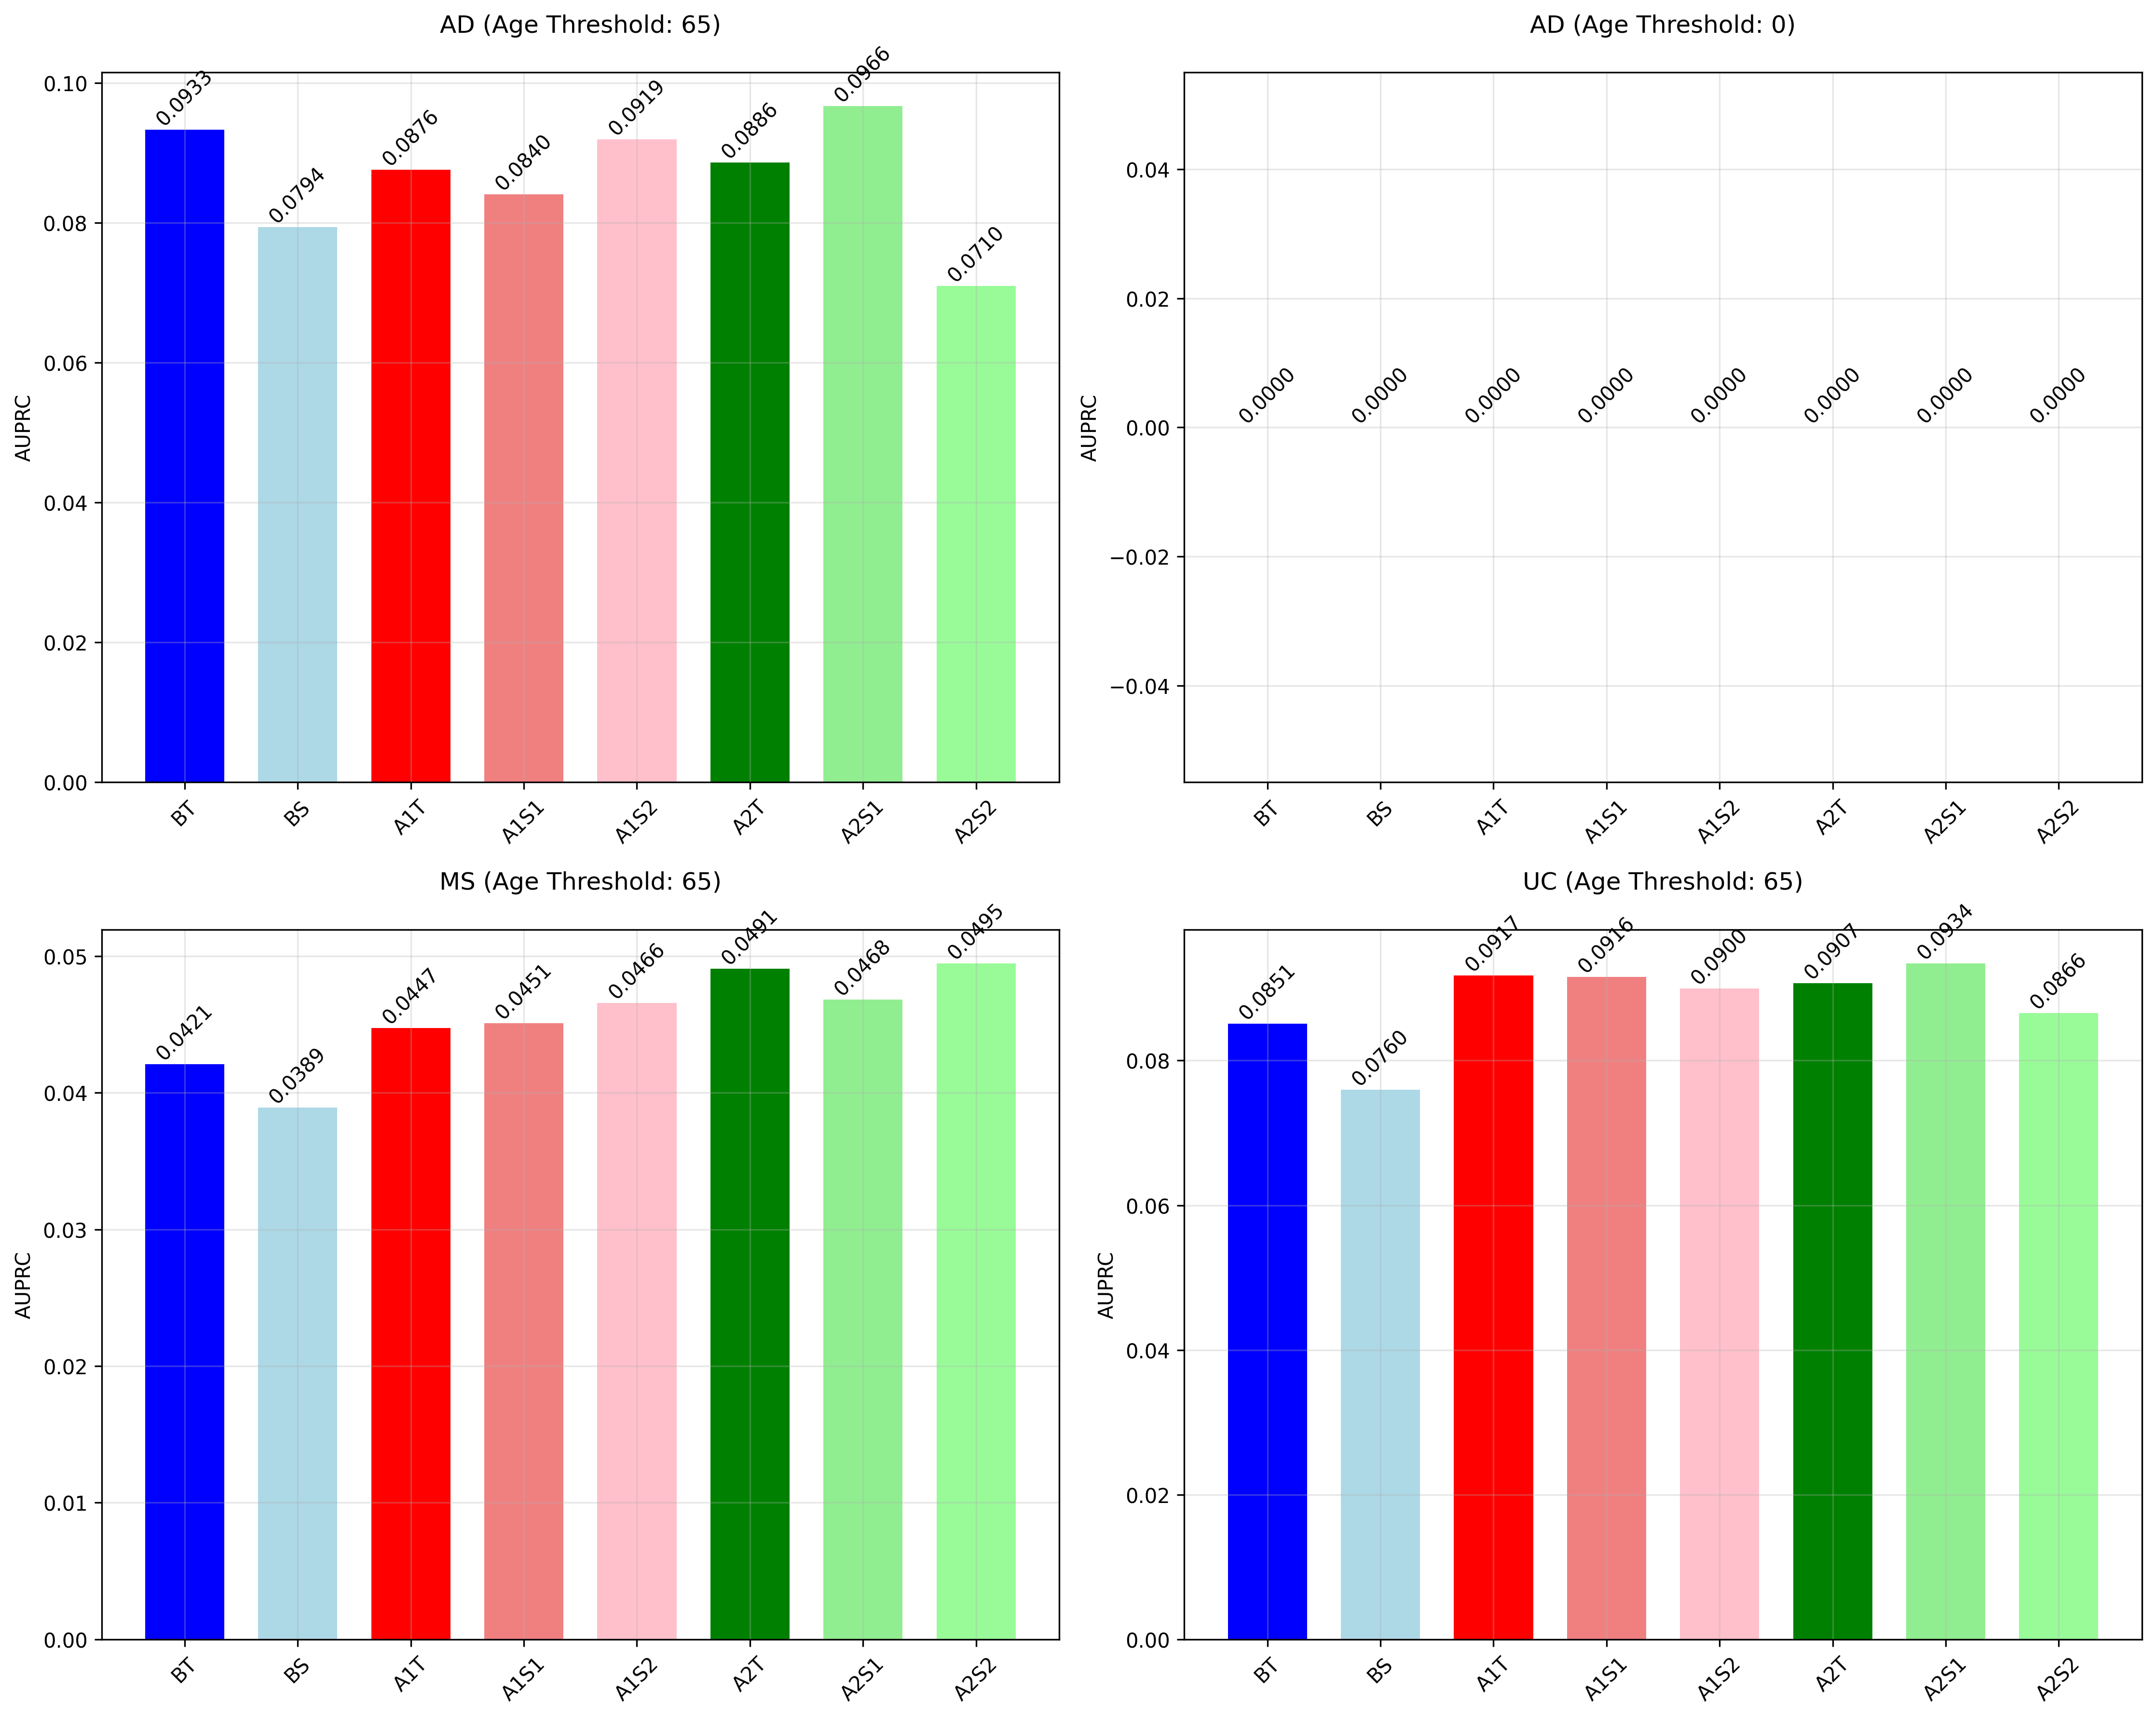 AD (Age Threshold: 65)
AUPRC
0.10
0.08
0.06
0.04
0.02
0.00
0.0933
0.0794
0.0876
0.0840
0.0919
0.0886
0.0966
0.0710
BT
BS
A1T
A1S1
A1S2
A2T
A2S1
A2S2
AD (Age Threshold: 0)
AUPRC
0.04
0.02
0.00
−0.02
−0.04
0.0000
0.0000
0.0000
0.0000
0.0000
0.0000
0.0000
0.0000
BT
BS
A1T
A1S1
A1S2
A2T
A2S1
A2S2
MS (Age Threshold: 65)
AUPRC
0.05
0.04
0.03
0.02
0.01
0.00
0.0421
0.0389
0.0447
0.0451
0.0466
0.0491
0.0468
0.0495
BT
BS
A1T
A1S1
A1S2
A2T
A2S1
A2S2
UC (Age Threshold: 65)
AUPRC
0.08
0.06
0.04
0.02
0.00
0.0851
0.0760
0.0917
0.0916
0.0900
0.0907
0.0934
0.0866
BT
BS
A1T
A1S1
A1S2
A2T
A2S1
A2S2